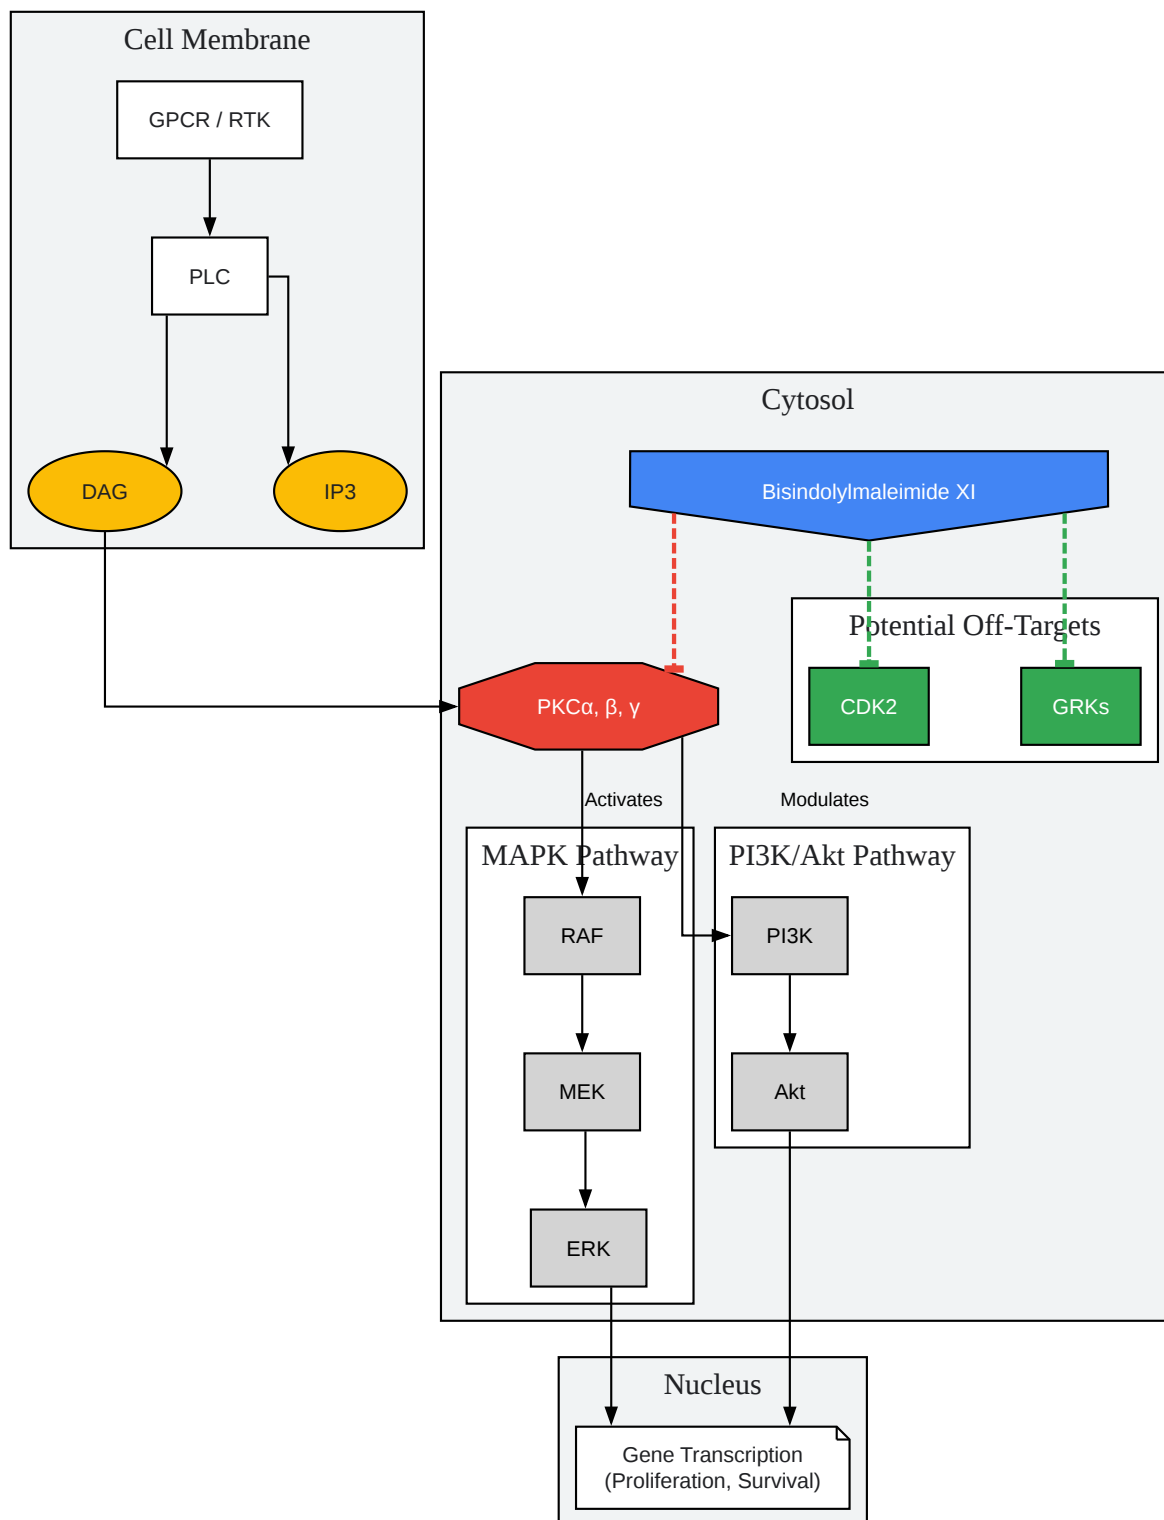 Cell Membrane
GPCR / RTK
PLC
DAG
IP3
Cytosol
Bisindolylmaleimide XI
Potential Off-Targets
PKCα, β, γ
CDK2
GRKs
Activates
Modulates
MAPK Pathway
PI3K/Akt Pathway
RAF
PI3K
MEK
Akt
ERK
Nucleus
Gene Transcription
(Proliferation, Survival)